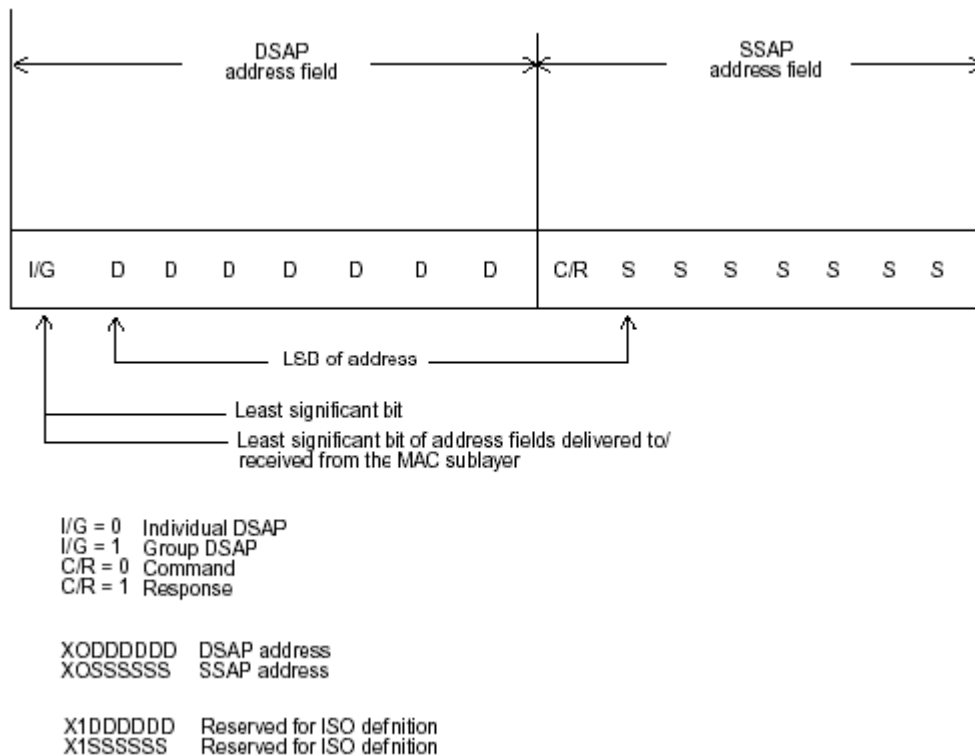 DSAP
address field
SSAP
address field
I/G D D D D D D D C/R S S S S S S S
LSD of address
Least significant bit
Least significant bit of address fields delivered to/
received from the MAC sublayer
I/G = 0 Individual DSAP
I/G = 1 Group DSAP
C/R = 0 Command
C/R = 1 Response
XODDDDDD DSAP address
XOSSSSSS SSAP address
X1DDDDDD Reserved for ISO defnition
X1SSSSSS Reserved for ISO defnition